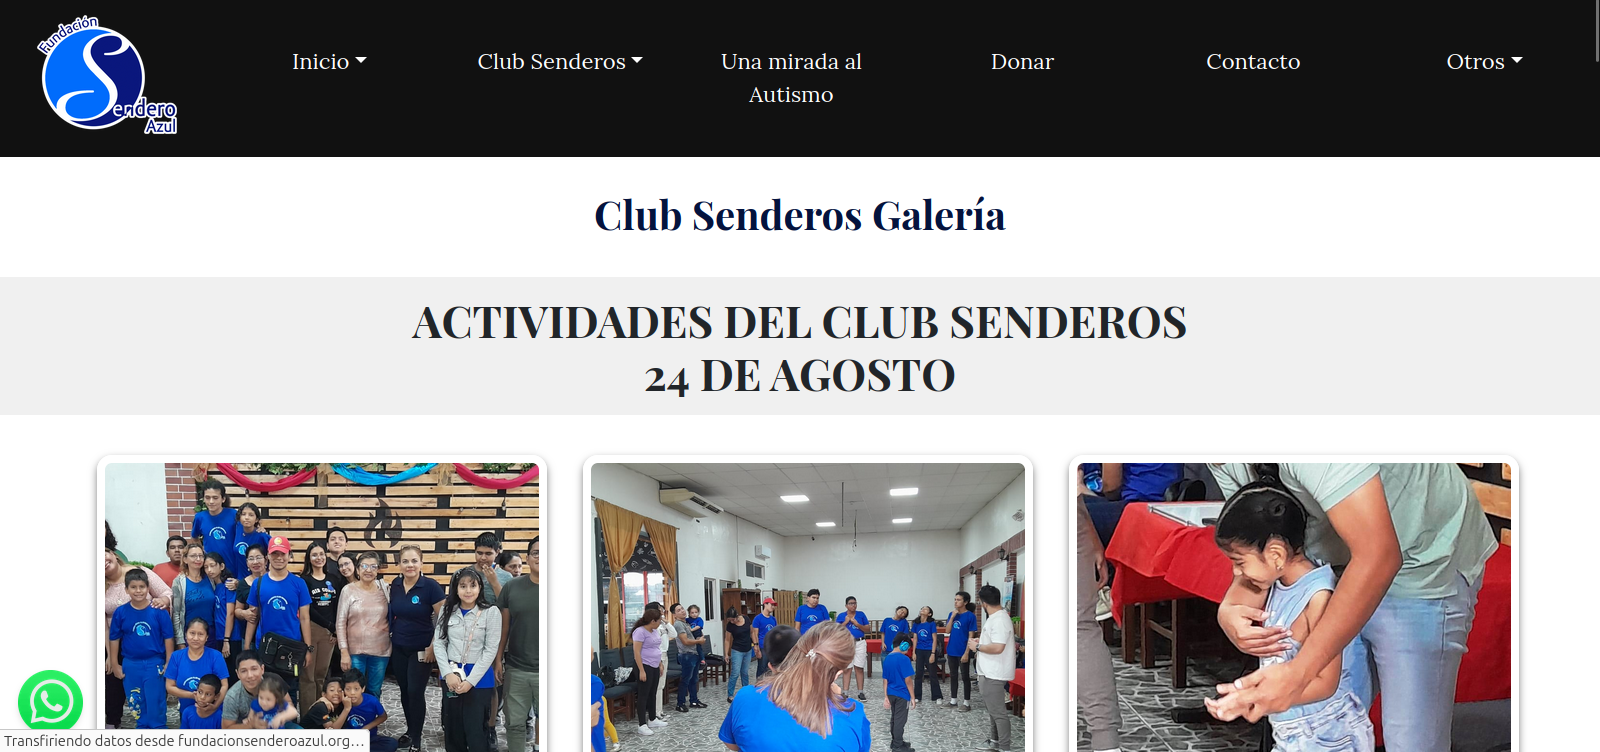 Fundación
Sendero
Azul
Inicio
Club Senderos
Una mirada al
Autismo
Donar
Contacto
Otros
Club Senderos Galería
ACTIVIDADES DEL CLUB SENDEROS
24 DE AGOSTO
Transfiriendo datos desde fundacionsenderoazul.org...